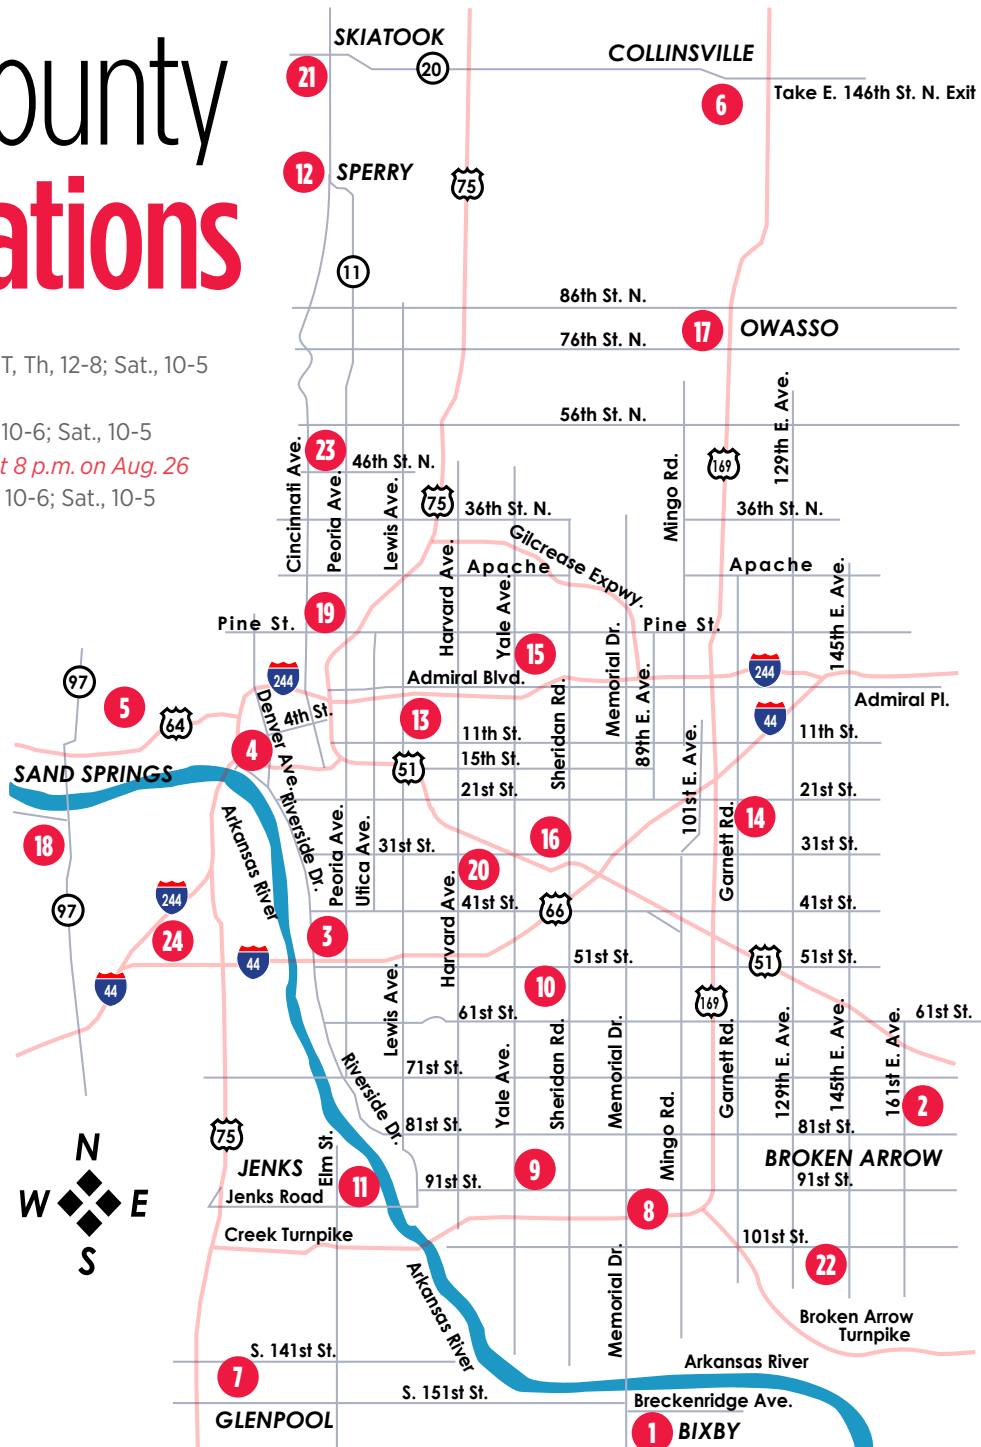 ounty
ations
T, Th, 12-8; Sat., 10-5
10-6; Sat., 10-5
t 8 p.m. on Aug. 26
10-6; Sat., 10-5
SKIATOOK
21
20
COLLINSVILLE
6
Take E. 146th St. N. Exit
12
SPERRY
75
11
86th St. N.
17
OWASSO
76th St. N.
56th St. N.
129th E. Ave.
23
46th St. N.
Cincinnati Ave.
Peoria Ave.
Lewis Ave.
75
169
Mingo Rd.
36th St. N.
36th St. N.
Gilcrease Expwy.
Harvard Ave.
Apache
Apache
Yale Ave.
19
Pine St.
Pine St.
145th E. Ave.
Memorial Dr.
15
97
244
Admiral Blvd.
244
Sheridan Rd.
89th E. Ave.
Admiral Pl.
5
64
Denver Ave.
4th St.
13
44
11th St.
11th St.
4
51
15th St.
101st E. Ave.
SAND SPRINGS
21st St.
21st St.
Riverside Dr.
Arkansas River
Peoria Ave.
Utica Ave.
18
16
14
Garnett Rd.
31st St.
31st St.
20
97
244
Harvard Ave.
41st St.
66
41st St.
24
3
44
44
51st St.
51
51st St.
10
169
Lewis Ave.
61st St.
61st St.
Yale Ave.
Sheridan Rd.
Memorial Dr.
Garnett Rd.
129th E. Ave.
145th E. Ave.
161st E. Ave.
Riverside Dr.
71st St.
Mingo Rd.
2
75
81st St.
81st St.
N
W E
S
JENKS
Elm St.
BROKEN ARROW
9
91st St.
91st St.
11
Jenks Road
8
Creek Turnpike
101st St.
22
Arkansas River
Memorial Dr.
Broken Arrow
Turnpike
S. 141st St.
Arkansas River
7
S. 151st St.
Breckenridge Ave.
GLENPOOL
1
BIXBY